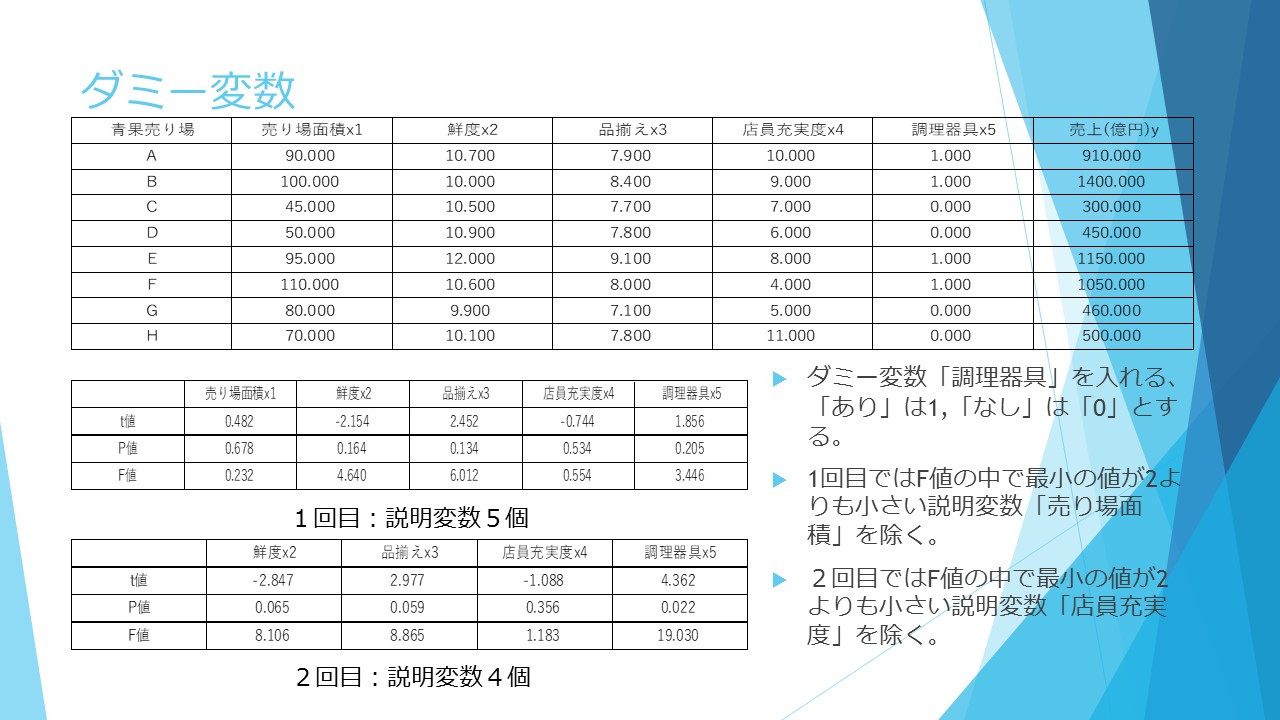 ダミー変数
青果売り場 売り場面積x1 鮮度x2 品揃えx3 店員充実度x4 調理器具x5 売上(億円)y
A 90.000 10.700 7.900 10.000 1.000 910.000
B 100.000 10.000 8.400 9.000 1.000 1400.000
C 45.000 10.500 7.700 7.000 0.000 300.000
D 50.000 10.900 7.800 6.000 0.000 450.000
E 95.000 12.000 9.100 8.000 1.000 1150.000
F 110.000 10.600 8.000 4.000 1.000 1050.000
G 80.000 9.900 7.100 5.000 0.000 460.000
H 70.000 10.100 7.800 11.000 0.000 500.000
売り場面積x1 鮮度x2 品揃えx3 店員充実度x4 調理器具x5
t値 0.482 -2.154 2.452 -0.744 1.856
P値 0.678 0.164 0.134 0.534 0.205
F値 0.232 4.640 6.012 0.554 3.446
１回目：説明変数５個
鮮度x2 品揃えx3 店員充実度x4 調理器具x5
t値 -2.847 2.977 -1.088 4.362
P値 0.065 0.059 0.356 0.022
F値 8.106 8.865 1.183 19.030
２回目：説明変数４個
ダミー変数「調理器具」を入れる、
「あり」は1,「なし」は「0」とす
る。
1回目ではF値の中で最小の値が2よ
りも小さい説明変数「売り場面
積」を除く。
２回目ではF値の中で最小の値が2
よりも小さい説明変数「店員充実
度」を除く。